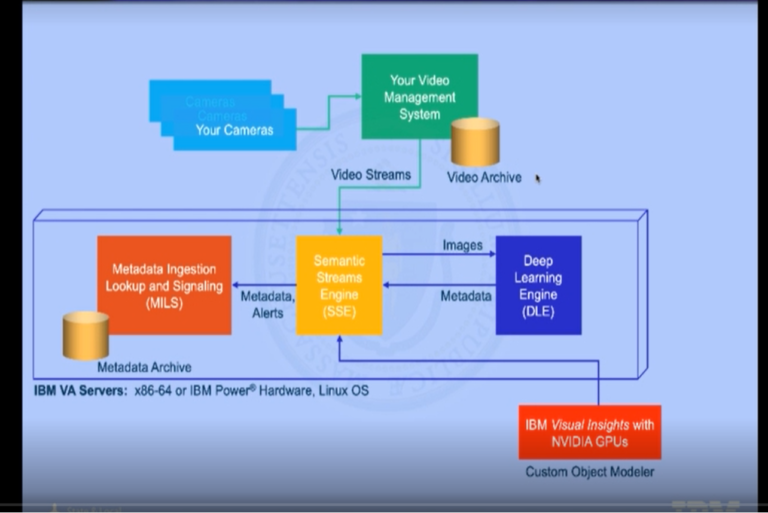 Cameras
Cameras
Your Cameras
Your Video
Management
System
Video Streams
Video Archive
Metadata Ingestion
Lookup and Signaling
(MILS)
Metadata Archive
Metadata,
Alerts
Semantic
Streams
Engine
(SSE)
Images
Metadata
Deep
Learning
Engine
(DLE)
IBM VA Servers: x86-64 or IBM Power® Hardware, Linux OS
IBM Visual Insights with
NVIDIA GPUs
Custom Object Modeler
IBM